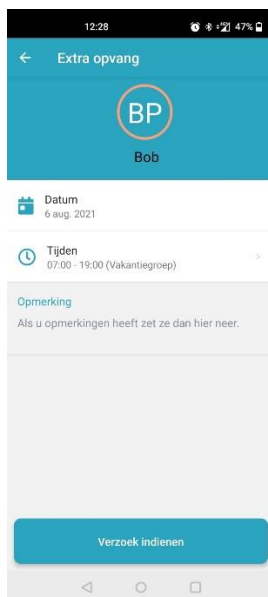 12:28
47%
Extra opvang
BP
Bob
Datum
6 aug. 2021
Tijden
07:00 - 19:00 (Vakantiegroep)
Opmerking
Als u opmerkingen heeft zet ze dan hier neer.
Verzoek indienen